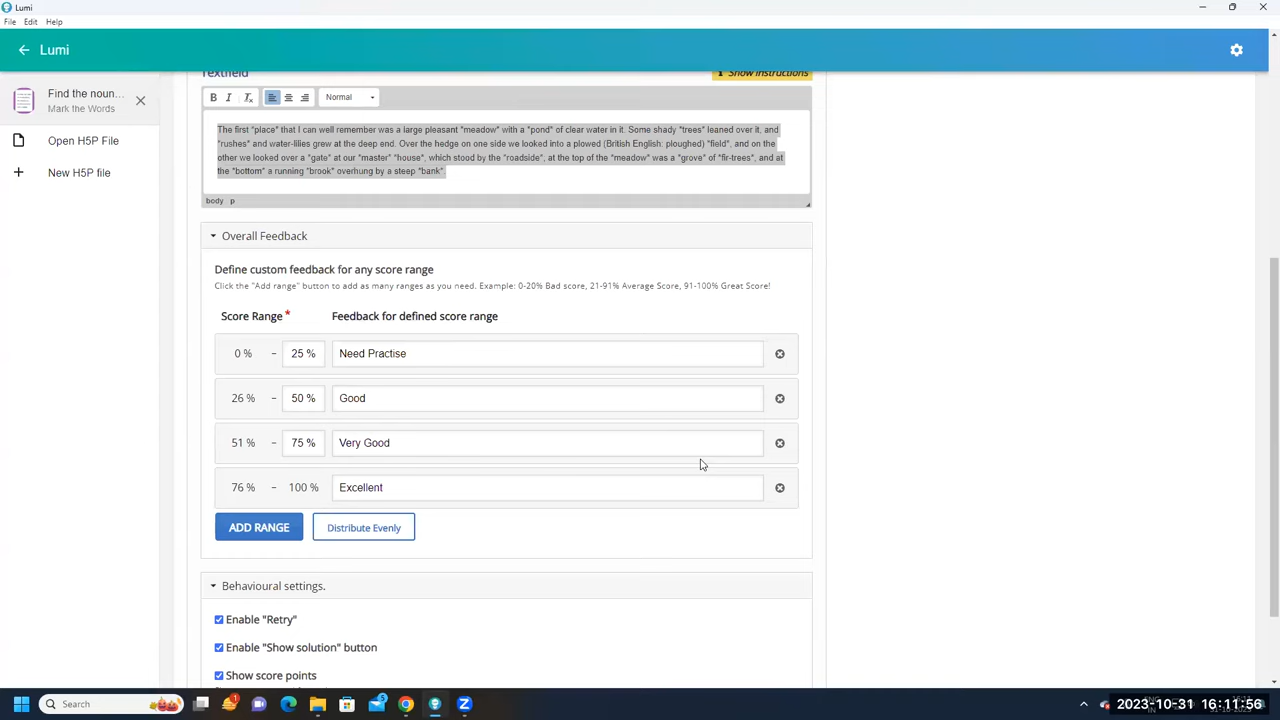 Lumi
File Edit Help
Lumi
Find the noun...
Mark the Words
Open H5P File
New H5P file
Textfield
Show instructions
B I Tx Normal
The first *place* that I can well remember was a large pleasant *meadow* with a *pond* of clear water in it. Some shady *trees* leaned over it, and
*rushes* and water-lilies grew at the deep end. Over the hedge on one side we looked into a plowed (British English; ploughed) *field*, and on the
other we looked over a *gate* at our *master* *house*, which stood by the *roadside*, at the top of the *meadow* was a *grove* of *fir-trees*, and at
the *bottom* a running *brook* overhung by a steep *bank*.
body p
Overall Feedback
Define custom feedback for any score range
Click the "Add range" button to add as many ranges as you need. Example: 0-20% Bad score, 21-91% Average Score, 91-100% Great Score!
Score Range* Feedback for defined score range
0 % - 25 % Need Practise
26 % - 50 % Good
51 % - 75 % Very Good
76 % - 100 % Excellent
ADD RANGE Distribute Evenly
Behavioural settings.
Enable "Retry"
Enable "Show solution" button
Show score points
Search
2023-10-31 16:11:56